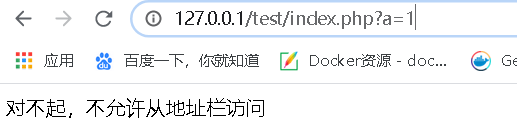 127.0.0.1/test/index.php?a=1
应用 百度一下，你就知道 Docker资源 - doc... Ge
对不起，不允许从地址栏访问